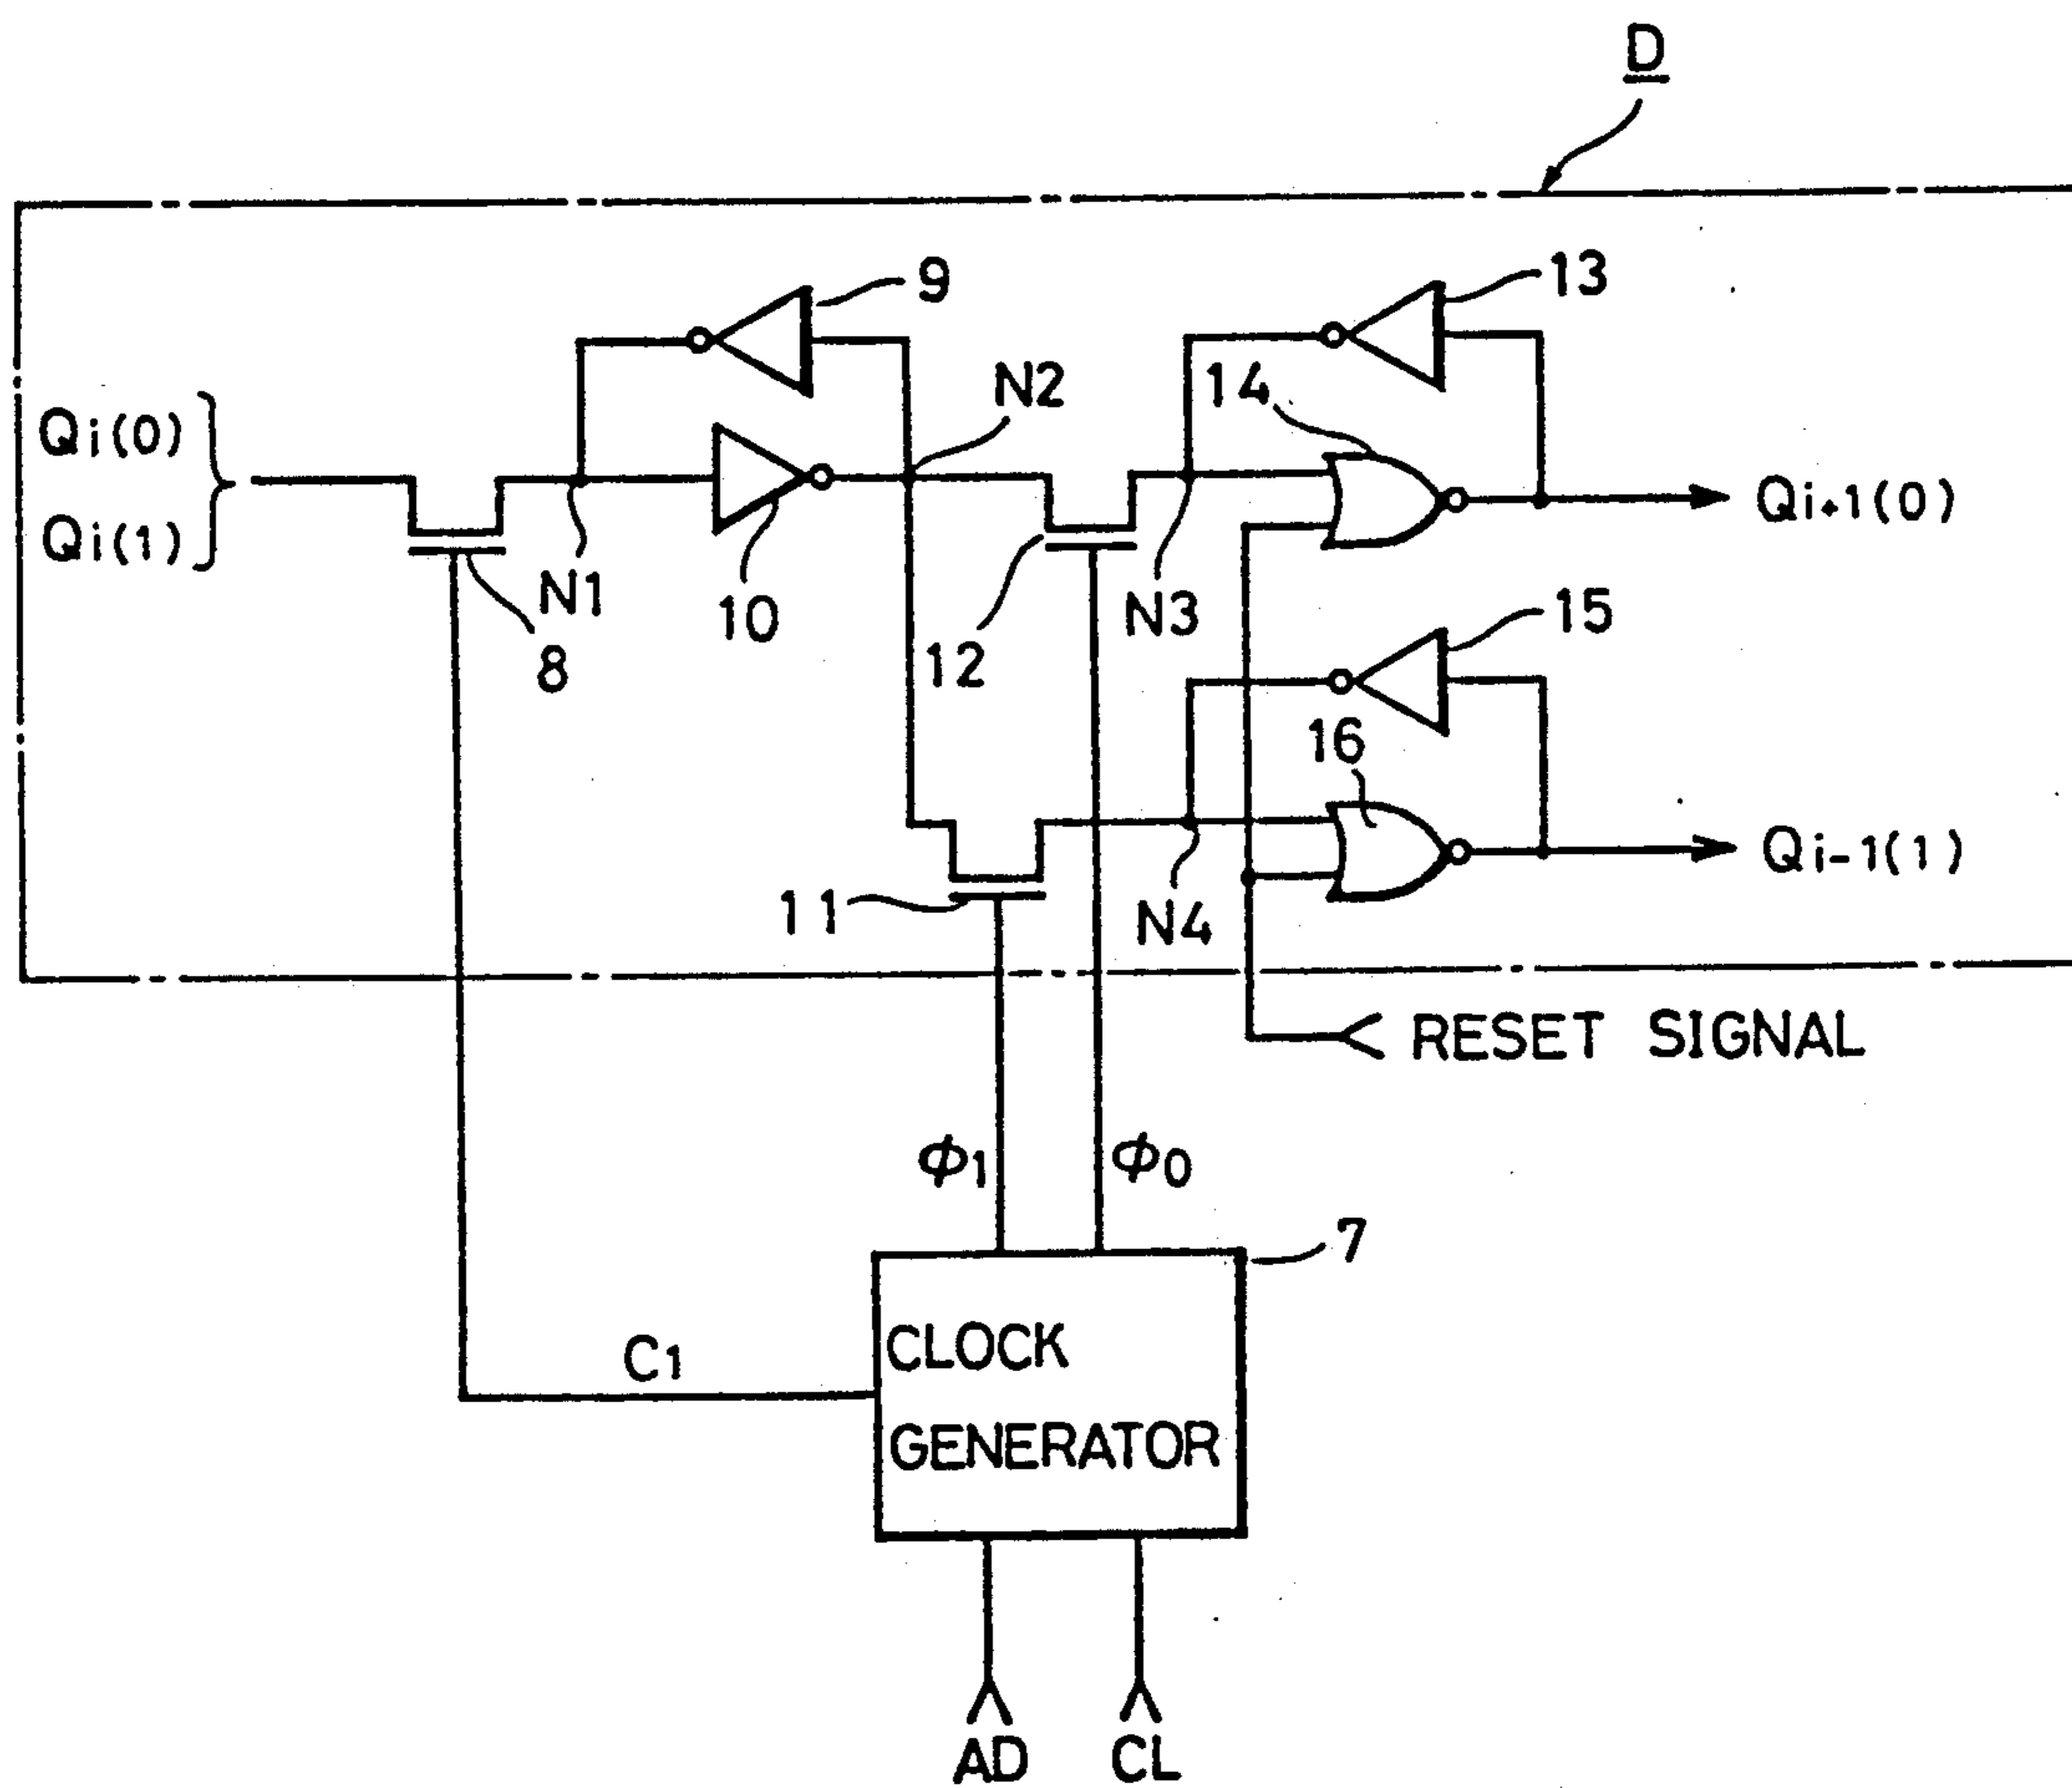 D
9
13
N2
14
Qi(0)
Qi(1)
Qi+1(0)
N1
10
12
N3
15
8
16
Qi-1(1)
11
N4
RESET SIGNAL
Φ1
Φ0
7
C1
CLOCK
GENERATOR
AD
CL